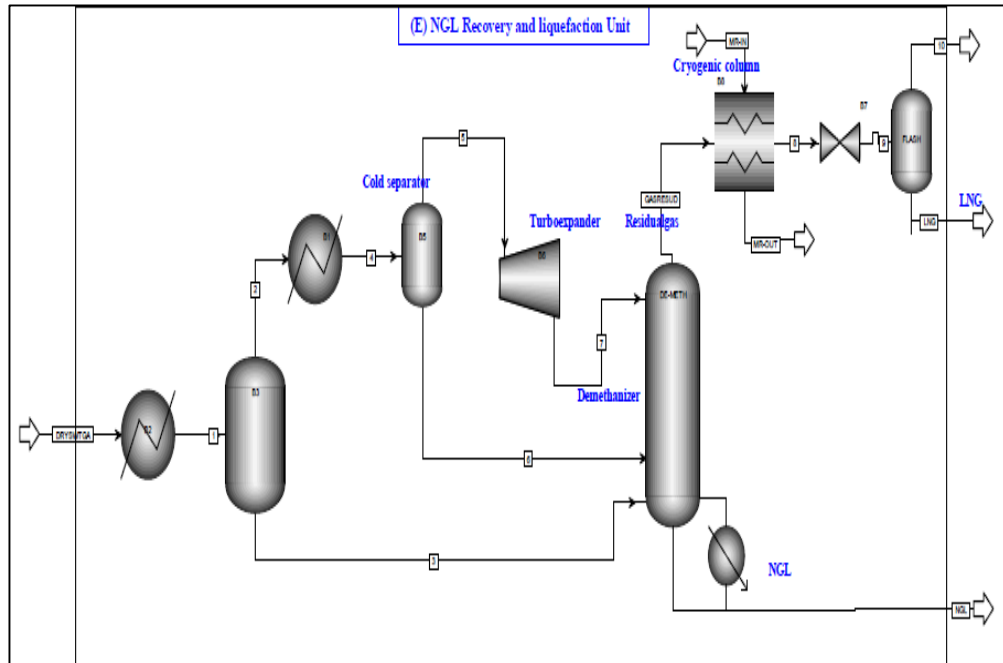 (E) NGL Recovery and liquefaction Unit
MR-IN
10
Cryogenic column
B7
5
8
9
FLASH
Cold separator
GASRESUD
LNG
LNG
Turboexpander
Residualgas
B1
4
B5
MR-OUT
2
DE-METH
7
B3
Demethanizer
DRYSWTGA
B2
1
6
3
NGL
NGL